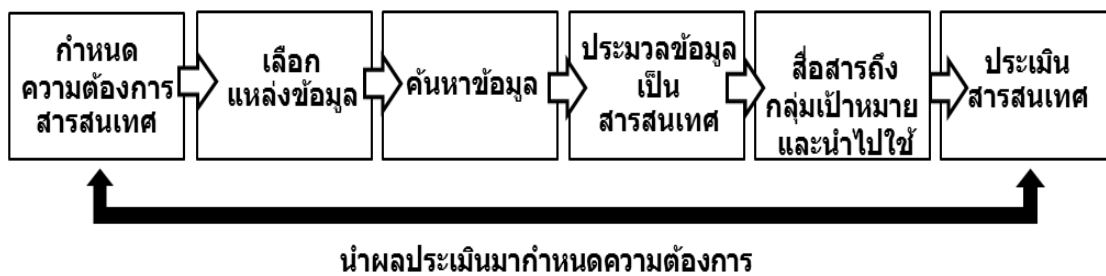 กำหนด
ความต้องการ
สารสนเทศ
เลือก
แหล่งข้อมูล
ค้นหาข้อมูล
ประมวลข้อมูล
เป็น
สารสนเทศ
สื่อสารถึง
กลุ่มเป้าหมาย
และนำไปใช้
ประเมิน
สารสนเทศ
นำผลประเมินมากำหนดความต้องการ